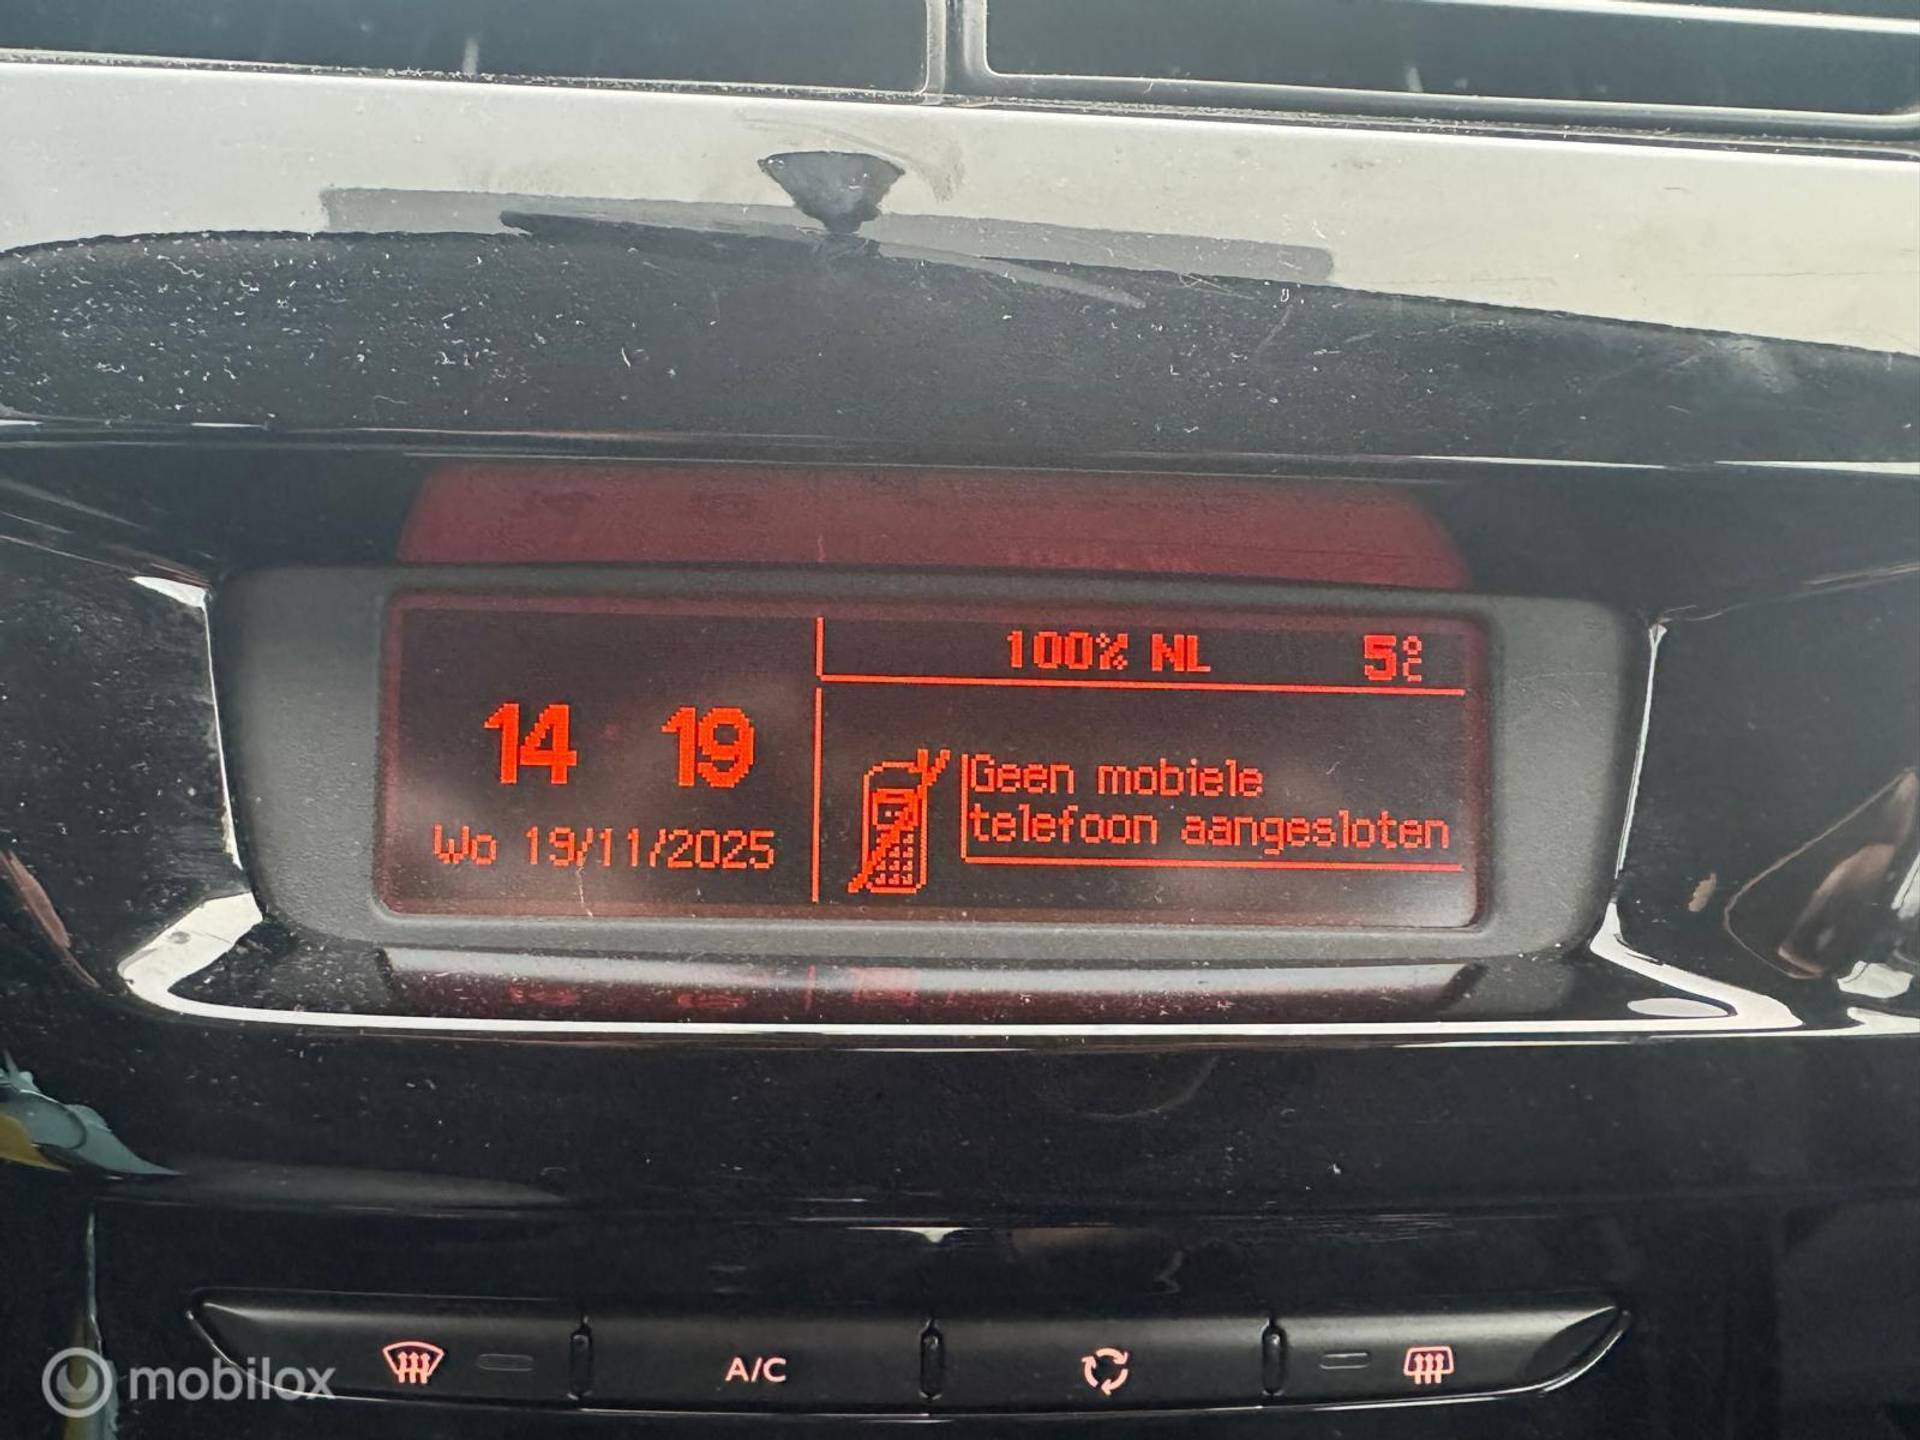 100% NL 5°C
14 19
Wo 19/11/2025
Geen mobiele
telefoon aangesloten
A/C
mobilox